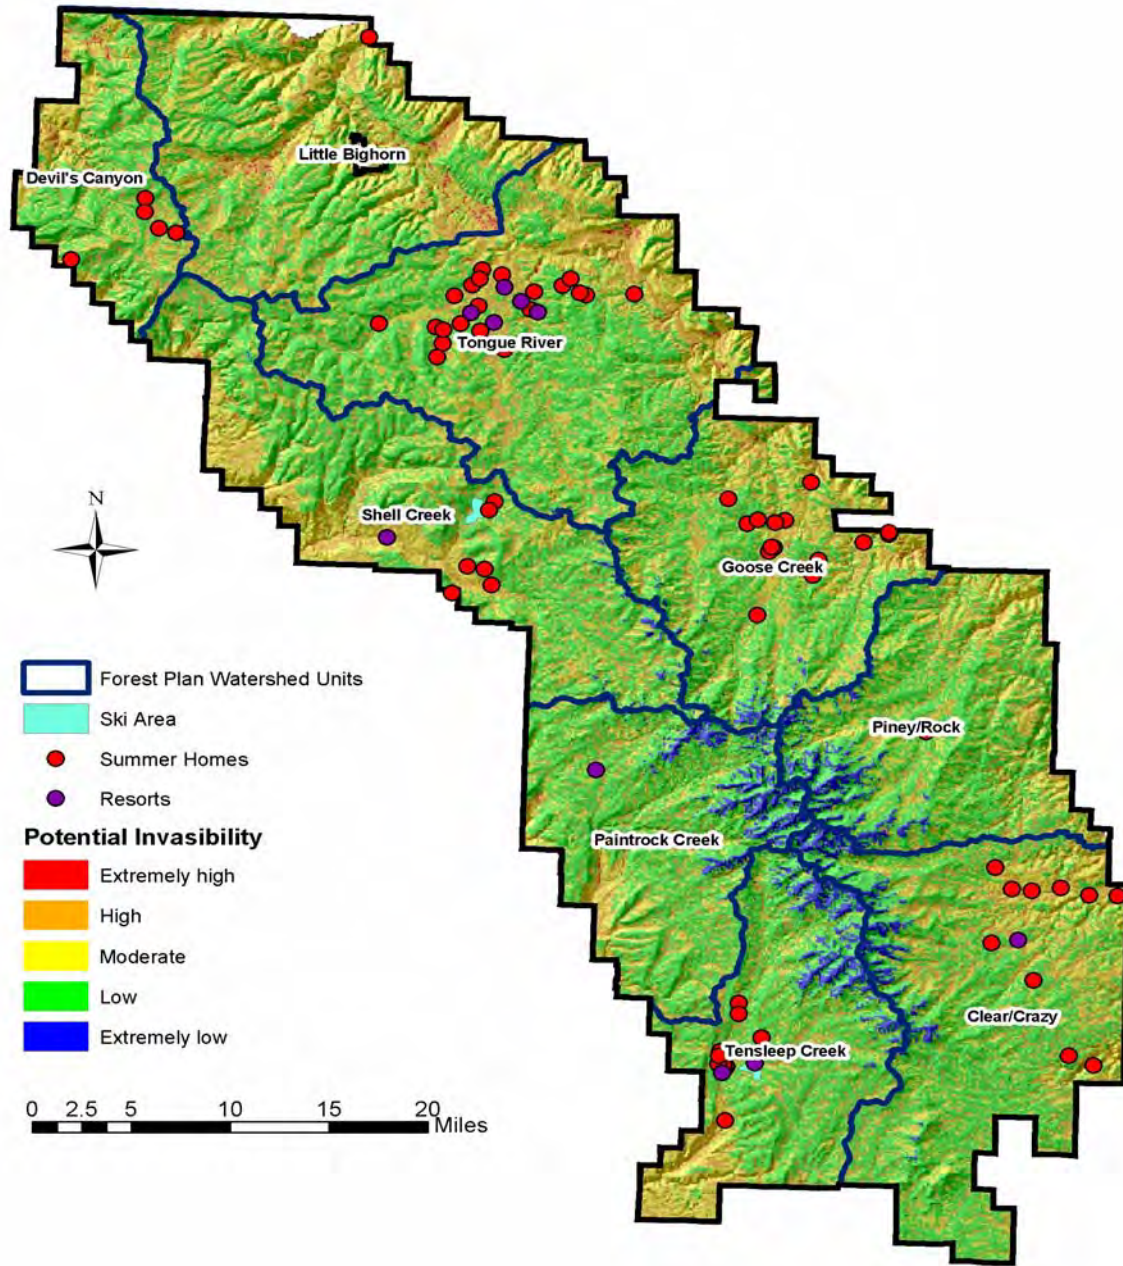 Little Bighorn
Devil's Canyon
Tongue River
N
Shell Creek
Goose Creek
Forest Plan Watershed Units
Ski Area
Piney/Rock
Summer Homes
Resorts
Potential Invasibility
Paintrock Creek
Extremely high
High
Moderate
Low
Clear/Crazy
Extremely low
Tensleep Creek
0 2.5 5 10 15 20
Miles